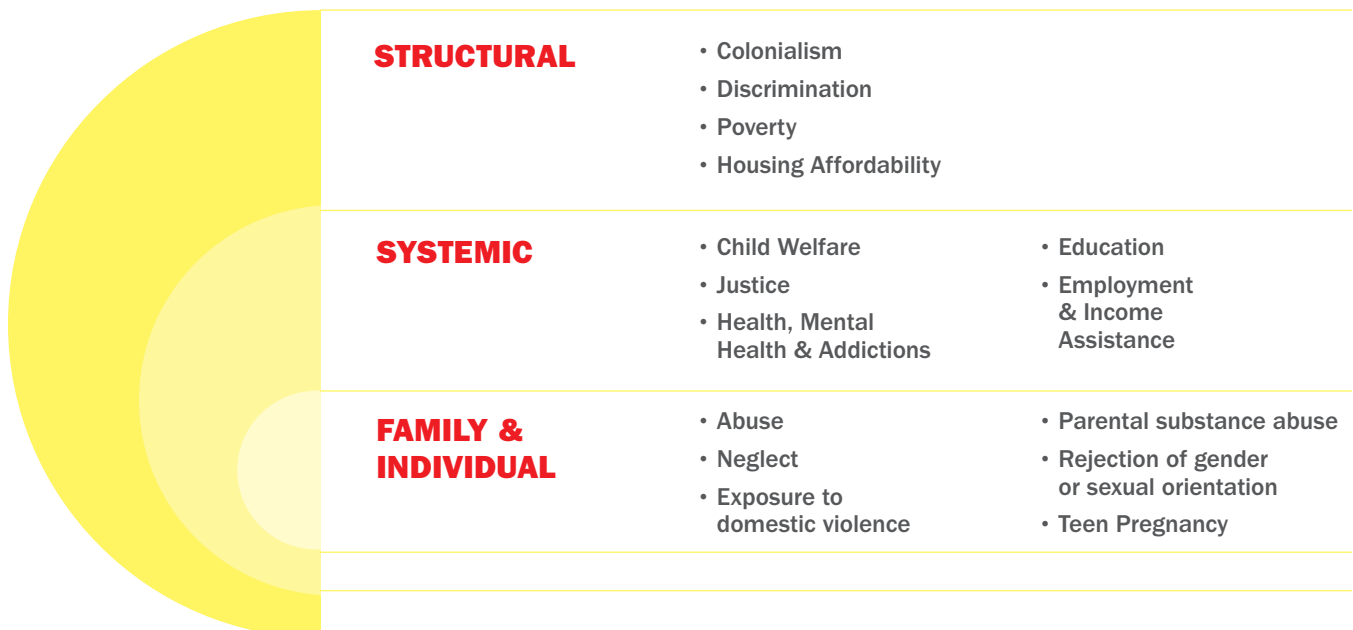 STRUCTURAL
• Colonialism
• Discrimination
• Poverty
• Housing Affordability
SYSTEMIC
• Child Welfare
• Justice
• Health, Mental
Health & Addictions
• Education
• Employment
& Income
Assistance
FAMILY &
INDIVIDUAL
• Abuse
• Neglect
• Exposure to
domestic violence
• Parental substance abuse
• Rejection of gender
or sexual orientation
• Teen Pregnancy